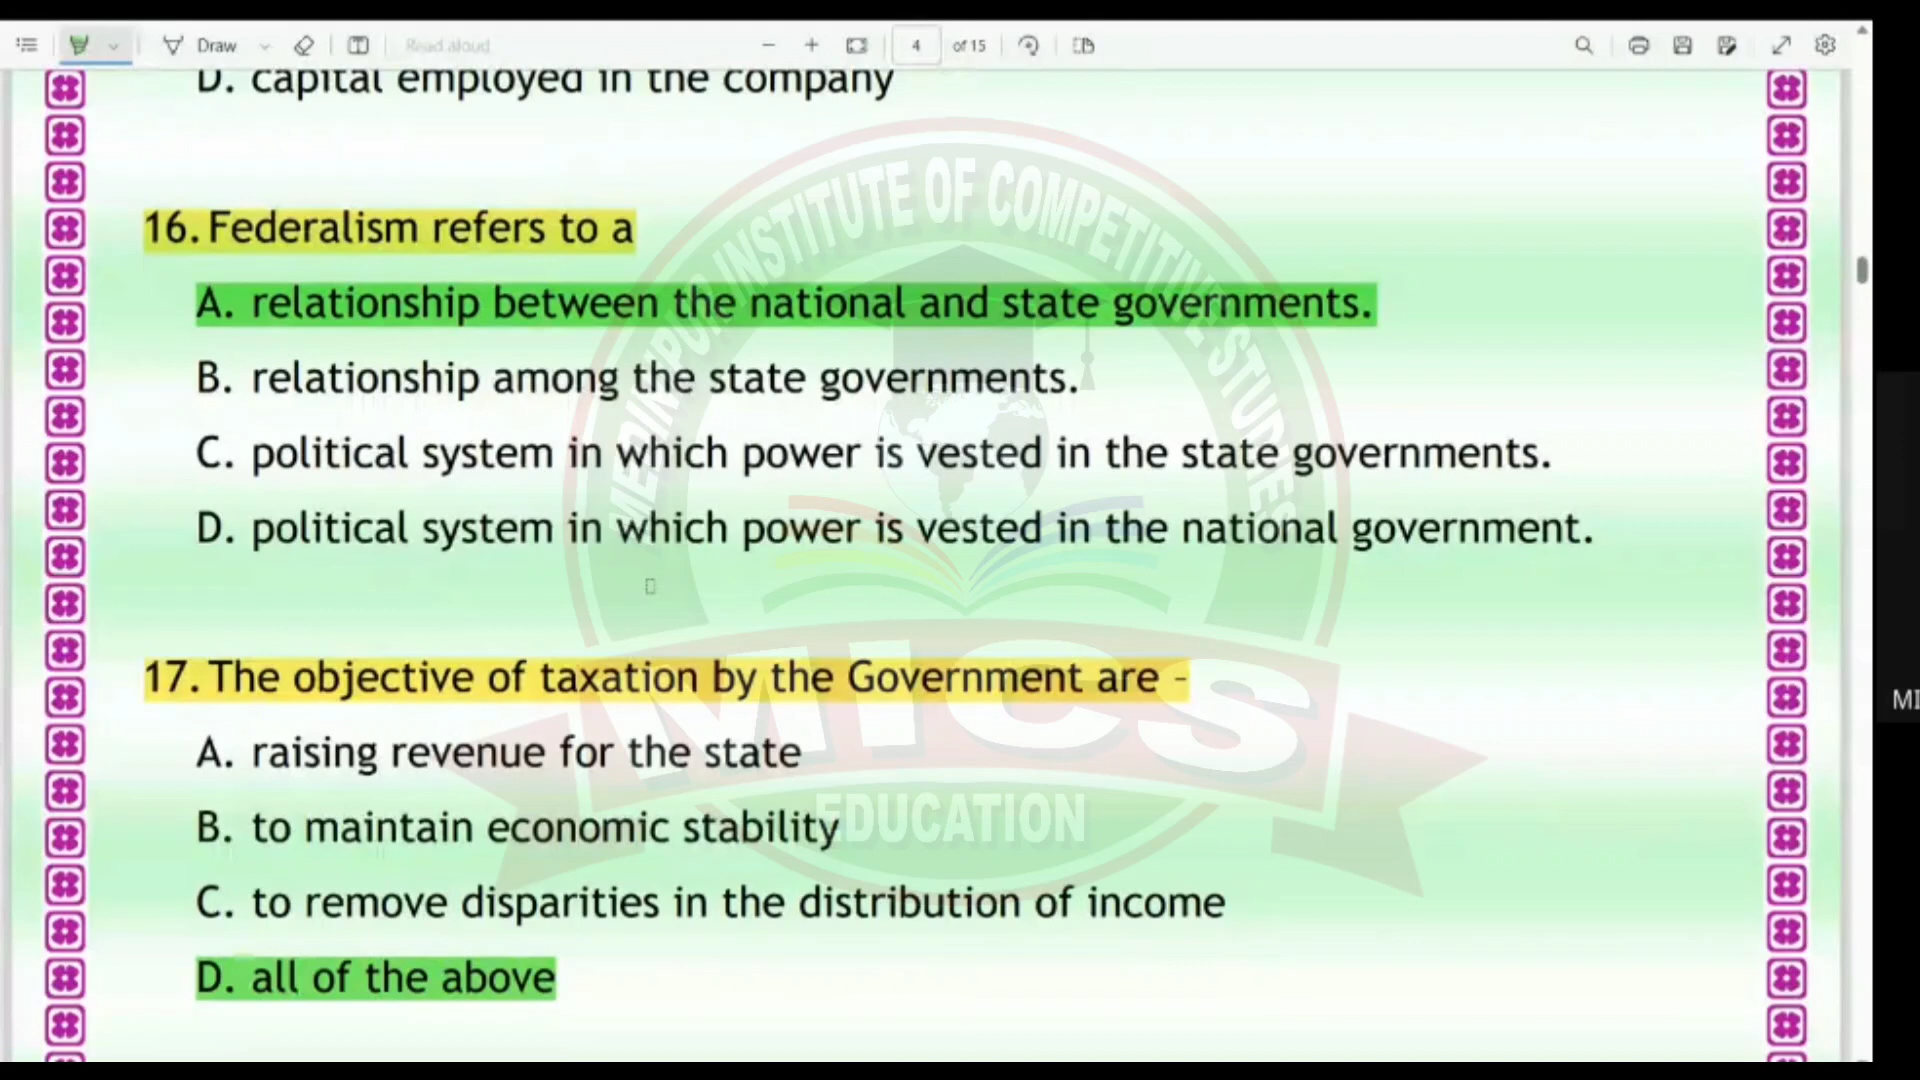 Draw
Read aloud
4 of 15
D. capital employed in the company
16. Federalism refers to a
A. relationship between the national and state governments.
B. relationship among the state governments.
C. political system in which power is vested in the state governments.
D. political system in which power is vested in the national government.
17. The objective of taxation by the Government are -
A. raising revenue for the state
B. to maintain economic stability
C. to remove disparities in the distribution of income
D. all of the above
MIDNAPUR INSTITUTE OF COMPETITIVE STUDIES
MICS
EDUCATION
MI